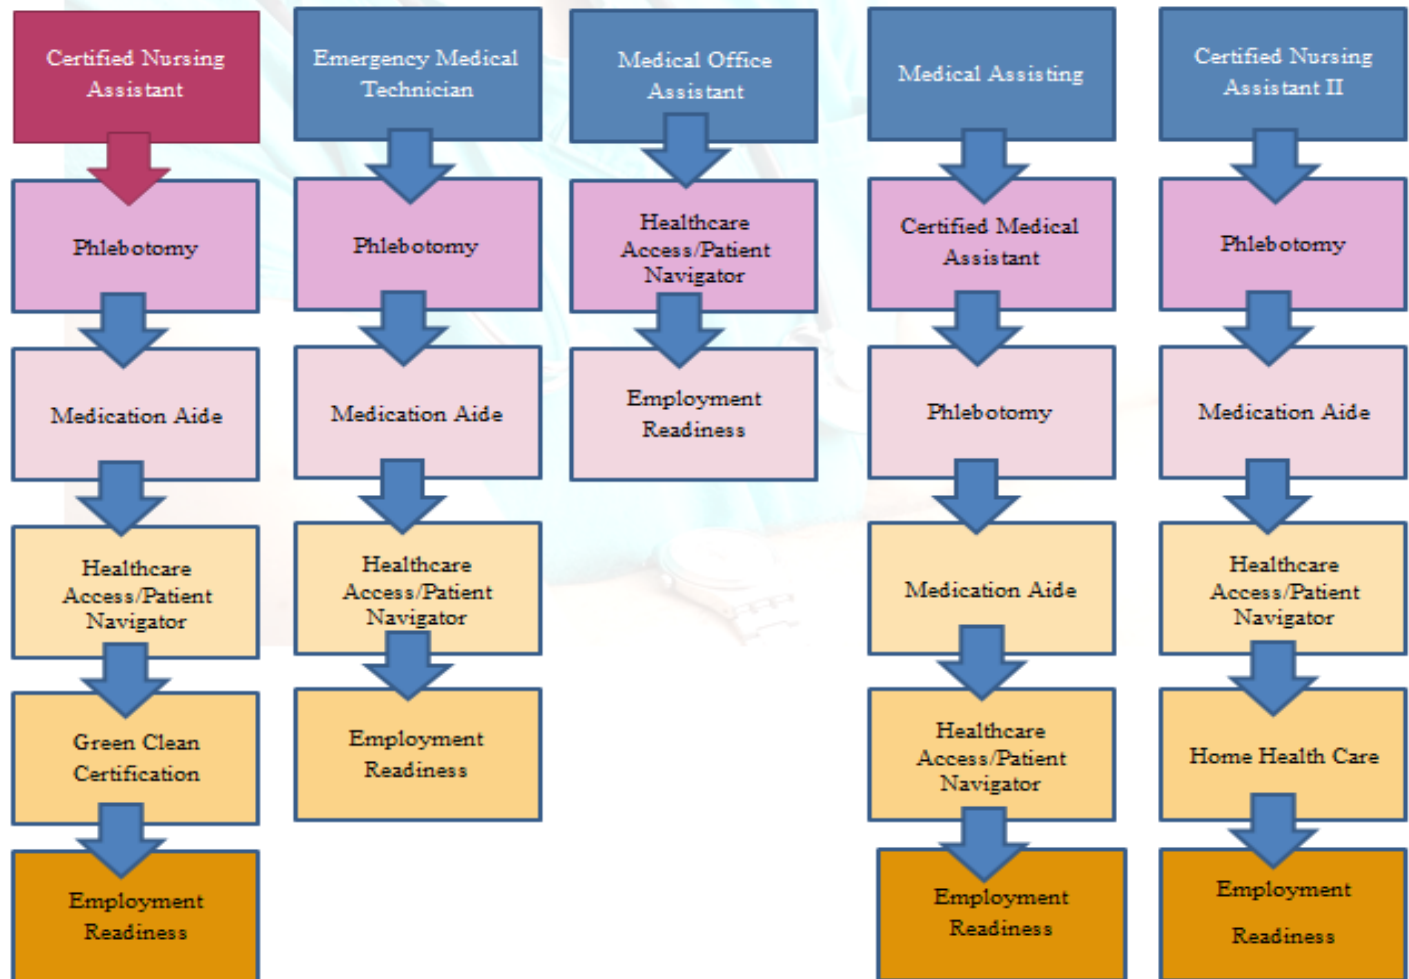 Certified Nursing
Assistant
Phlebotomy
Medication Aide
Healthcare
Access/Patient
Navigator
Green Clean
Certification
Employment
Readiness
Emergency Medical
Technician
Phlebotomy
Medication Aide
Healthcare
Access/Patient
Navigator
Employment
Readiness
Medical Office
Assistant
Healthcare
Access/Patient
Navigator
Employment
Readiness
Medical Assisting
Certified Medical
Assistant
Phlebotomy
Medication Aide
Healthcare
Access/Patient
Navigator
Employment
Readiness
Certified Nursing
Assistant II
Phlebotomy
Medication Aide
Healthcare
Access/Patient
Navigator
Home Health Care
Employment
Readiness